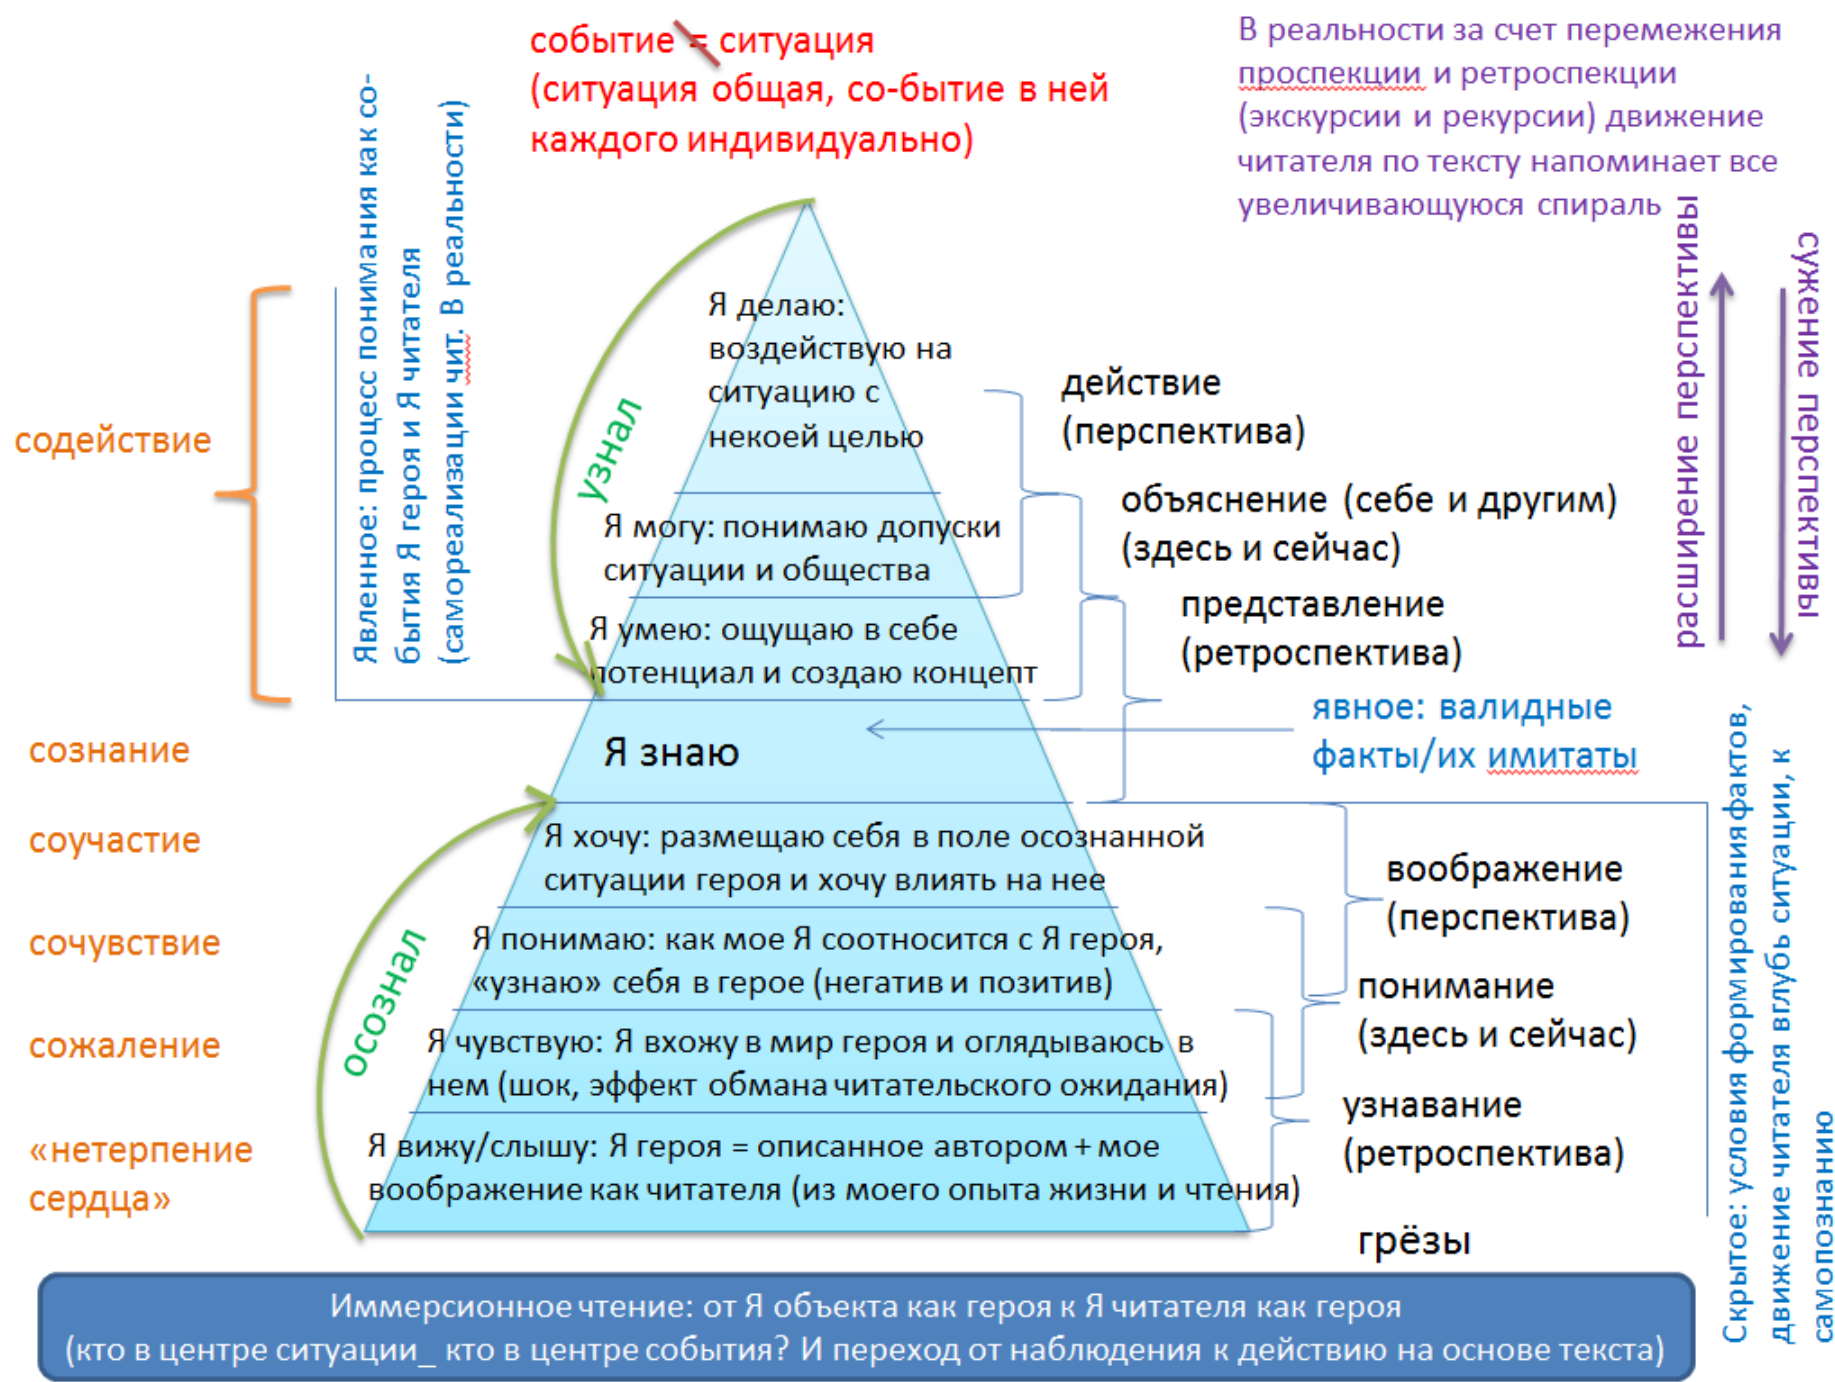 событие = ситуация
(ситуация общая, со-бытие в ней
каждого индивидуально)
В реальности за счет перемежения
проспекции и ретроспекции
(экскурсии и рекурсии) движение
читателя по тексту напоминает все
увеличивающуюся спираль
расширение перспективы
сужение перспективы
Явленное: процесс понимания как со-
бытия Я героя и Я читателя
(самореализации чит. В реальности)
содействие
сознание
соучастие
сочувствие
сожаление
«нетерпение
сердца»
узнал
осознал
Я делаю:
воздействую на
ситуацию с
некоей целью
Я могу: понимаю допуски
ситуации и общества
Я умею: ощущаю в себе
потенциал и создаю концепт
Я знаю
Я хочу: размещаю себя в поле осознанной
ситуации героя и хочу влиять на нее
Я понимаю: как мое Я соотносится с Я героя,
«узнаю» себя в герое (негатив и позитив)
Я чувствую: Я вхожу в мир героя и оглядываюсь в
нем (шок, эффект обмана читательского ожидания)
Я вижу/слышу: Я героя = описанное автором + мое
воображение как читателя (из моего опыта жизни и чтения)
действие
(перспектива)
объяснение (себе и другим)
(здесь и сейчас)
представление
(ретроспектива)
явное: валидные
факты/их имитаты
воображение
(перспектива)
понимание
(здесь и сейчас)
узнавание
(ретроспектива)
грёзы
Скрытое: условия формирования фактов,
движение читателя вглубь ситуации, к
самопознанию
Иммерсионное чтение: от Я объекта как героя к Я читателя как героя
(кто в центре ситуации_ кто в центре события? И переход от наблюдения к действию на основе текста)